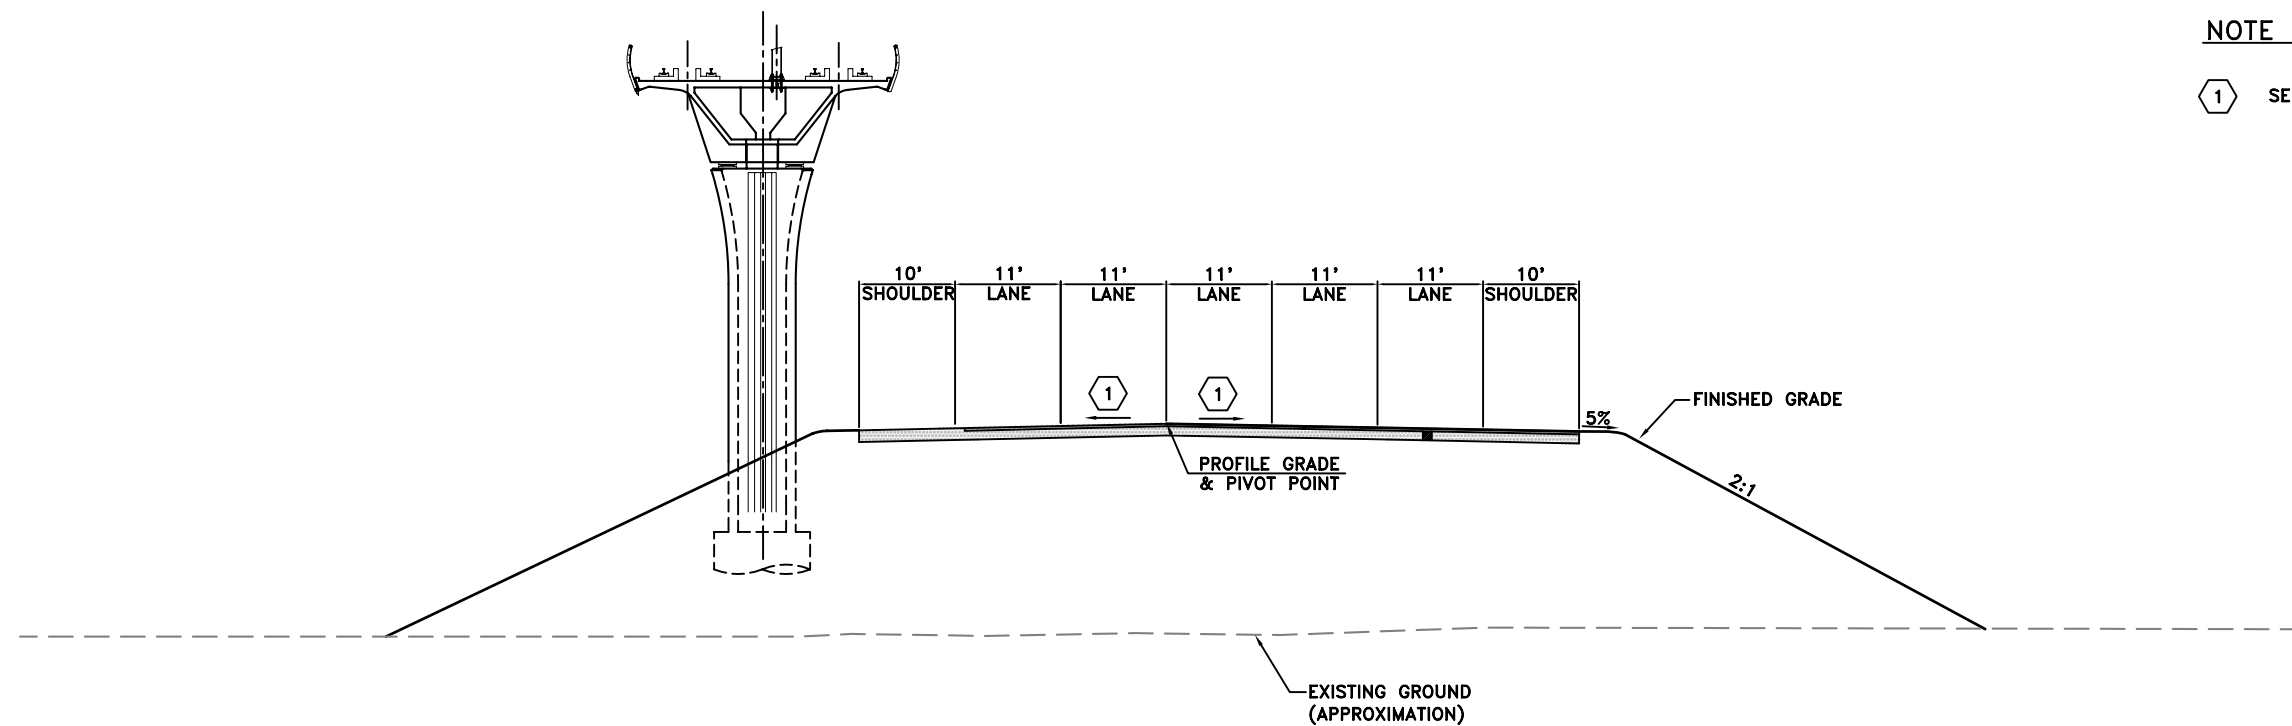 NOTE
1 SE
10' 11' 11' 11' 11' 11' 10'
SHOULDER LANE LANE LANE LANE LANE SHOULDER
1 1
FINISHED GRADE
5%
PROFILE GRADE
& PIVOT POINT
2:1
EXISTING GROUND
(APPROXIMATION)